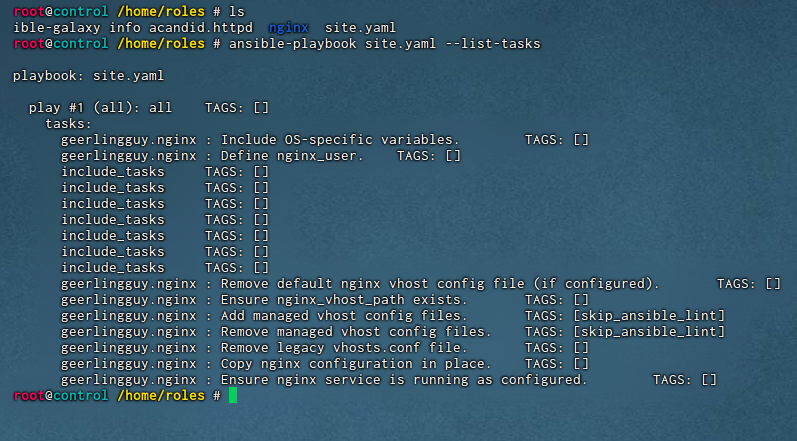 root@control /home/roles # ls
ible-galaxy info acandid.httpd  nginx  site.yaml
root@control /home/roles # ansible-playbook site.yaml --list-tasks
playbook: site.yaml
play #1 (all): all    TAGS: []
tasks:
geerlingguy.nginx : Include OS-specific variables.        TAGS: []
geerlingguy.nginx : Define nginx_user.    TAGS: []
include_tasks     TAGS: []
include_tasks     TAGS: []
include_tasks     TAGS: []
include_tasks     TAGS: []
include_tasks     TAGS: []
include_tasks     TAGS: []
include_tasks     TAGS: []
geerlingguy.nginx : Remove default nginx vhost config file (if configured).       TAGS: []
geerlingguy.nginx : Ensure nginx_vhost_path exists.       TAGS: []
geerlingguy.nginx : Add managed vhost config files.       TAGS: [skip_ansible_lint]
geerlingguy.nginx : Remove managed vhost config files.    TAGS: [skip_ansible_lint]
geerlingguy.nginx : Remove legacy vhosts.conf file.       TAGS: []
geerlingguy.nginx : Copy nginx configuration in place.    TAGS: []
geerlingguy.nginx : Ensure nginx service is running as configured.        TAGS: []
root@control /home/roles #